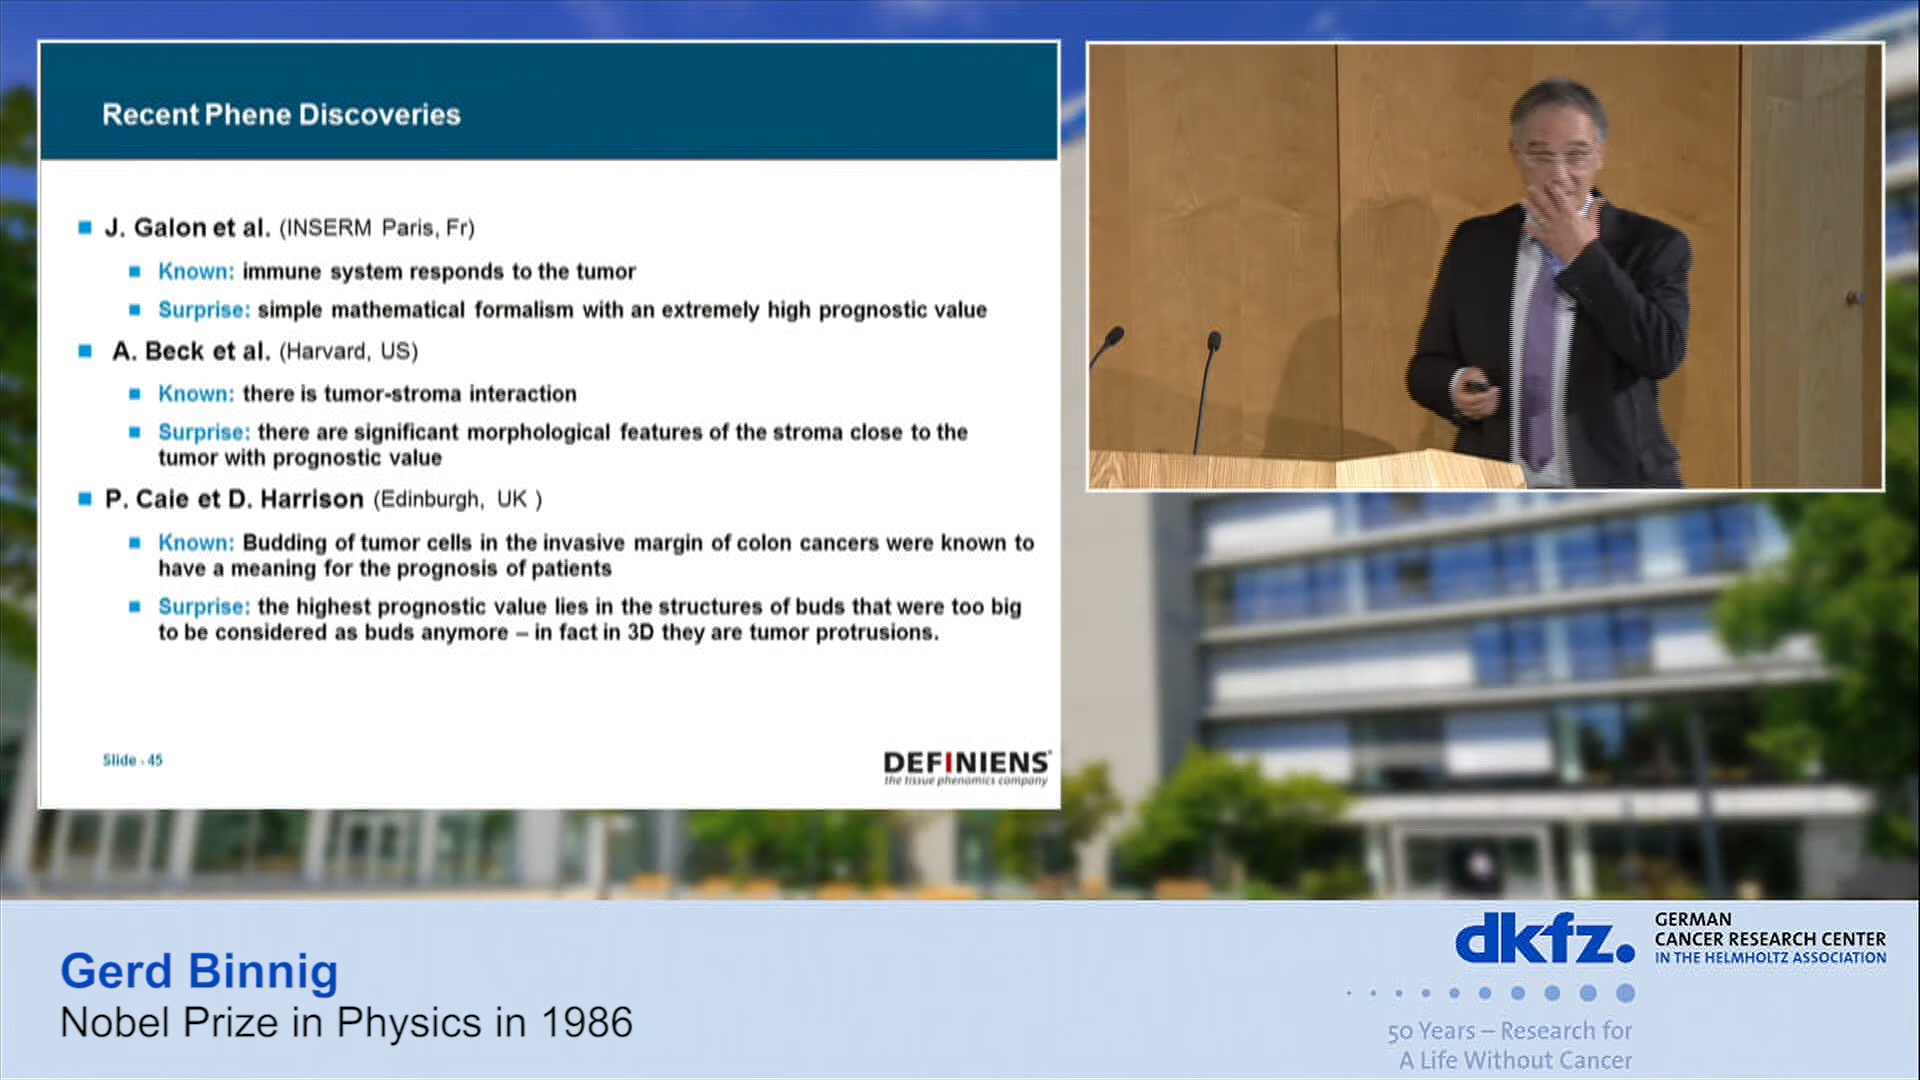 Recent Phene Discoveries
J. Galon et al. (INSERM Paris, Fr)
Known: immune system responds to the tumor
Surprise: simple mathematical formalism with an extremely high prognostic value
A. Beck et al. (Harvard, US)
Known: there is tumor-stroma interaction
Surprise: there are significant morphological features of the stroma close to the
tumor with prognostic value
P. Caie et D. Harrison (Edinburgh, UK )
Known: Budding of tumor cells in the invasive margin of colon cancers were known to
have a meaning for the prognosis of patients
Surprise: the highest prognostic value lies in the structures of buds that were too big
to be considered as buds anymore – in fact in 3D they are tumor protrusions.
Slide - 45
DEFINIENS
the tissue phenomics company
Gerd Binnig
Nobel Prize in Physics in 1986
dkfz.
GERMAN
CANCER RESEARCH CENTER
IN THE HELMHOLTZ ASSOCIATION
50 Years – Research for
A Life Without Cancer